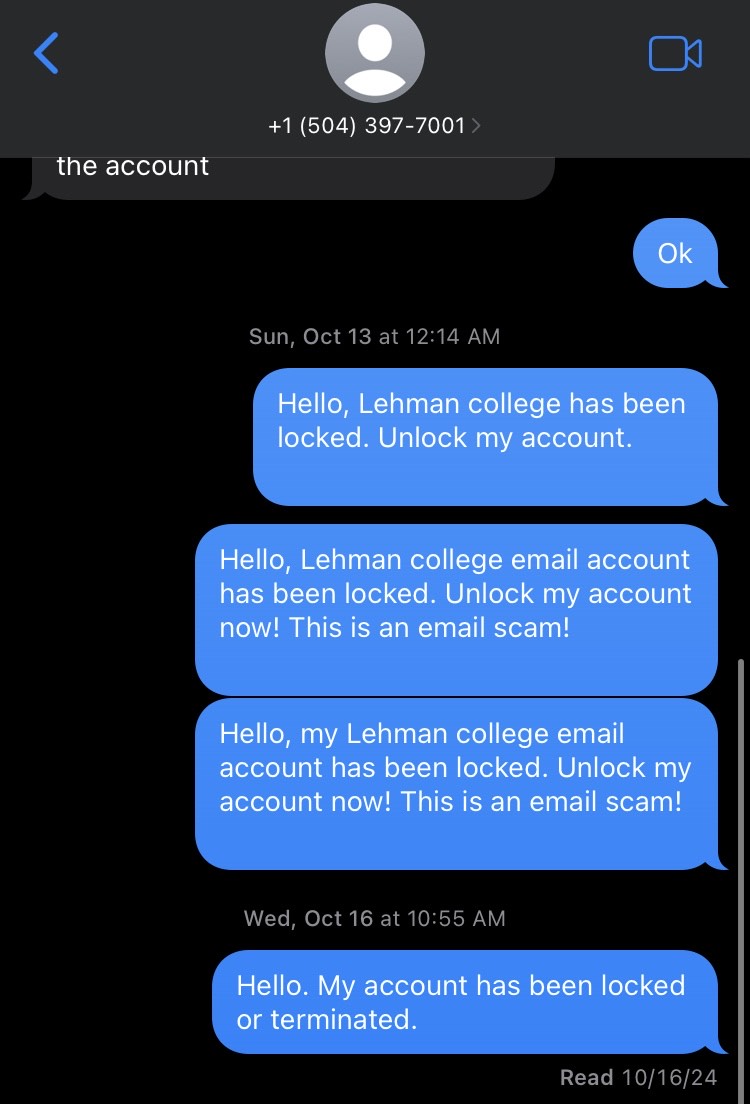 +1 (504) 397-7001
the account
Ok
Sun, Oct 13 at 12:14 AM
Hello, Lehman college has been
locked. Unlock my account.
Hello, Lehman college email account
has been locked. Unlock my account
now! This is an email scam!
Hello, my Lehman college email
account has been locked. Unlock my
account now! This is an email scam!
Wed, Oct 16 at 10:55 AM
Hello. My account has been locked
or terminated.
Read 10/16/24